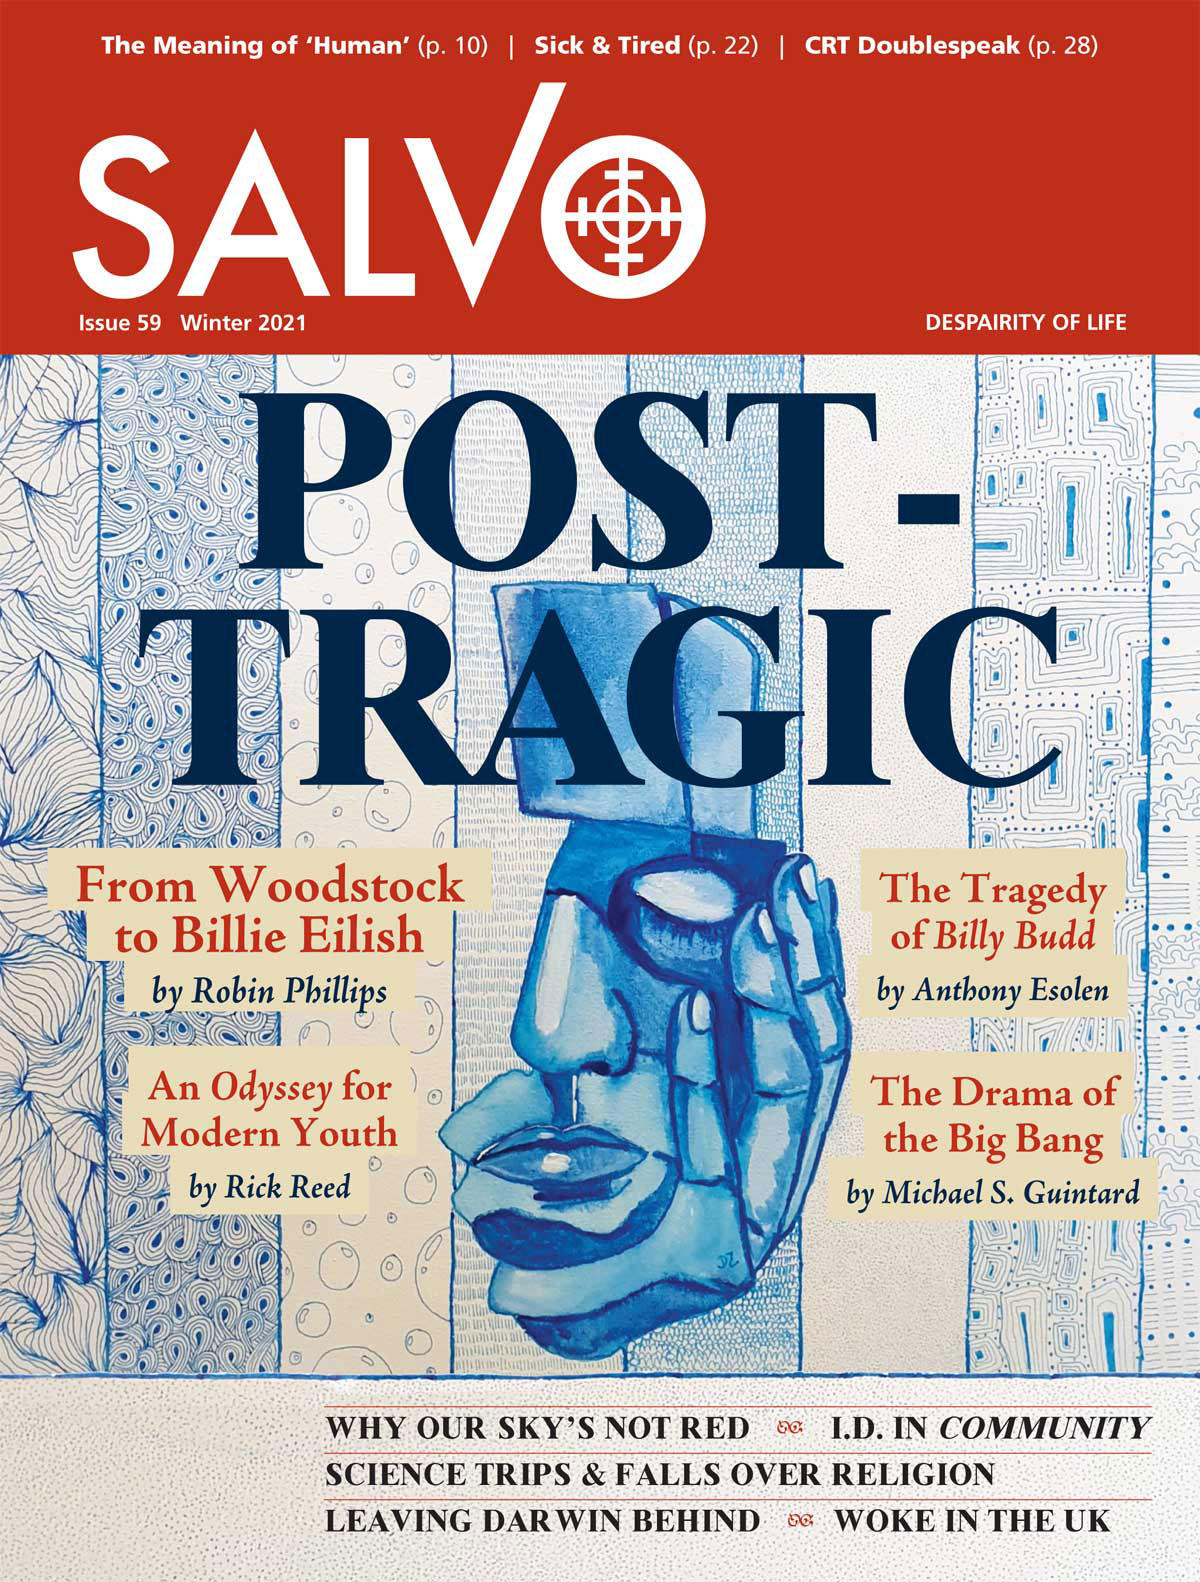 The Meaning of ‘Human’ (p. 10) | Sick & Tired (p. 22) | CRT Doublespeak (p. 28)
SALVO
Issue 59 Winter 2021
DESPAIRITY OF LIFE
POST-
TRAGIC
From Woodstock
to Billie Eilish
by Robin Phillips
An Odyssey for
Modern Youth
by Rick Reed
The Tragedy
of Billy Budd
by Anthony Esolen
The Drama of
the Big Bang
by Michael S. Guintard
WHY OUR SKY’S NOT RED I.D. IN COMMUNITY
SCIENCE TRIPS & FALLS OVER RELIGION
LEAVING DARWIN BEHIND WOKE IN THE UK